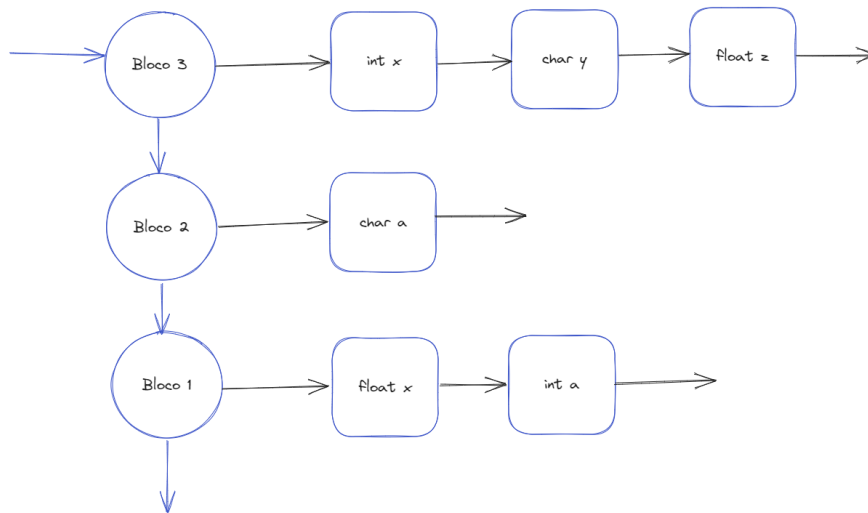 Bloco 3
int x
char y
float z
Bloco 2
char a
Bloco 1
float x
int a